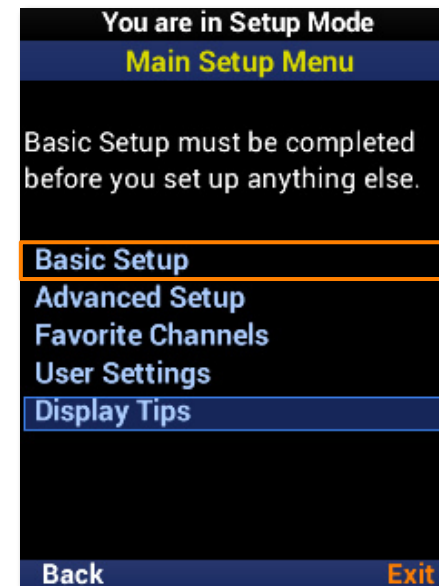 You are in Setup Mode
Main Setup Menu
Basic Setup must be completed
before you set up anything else.
Basic Setup
Advanced Setup
Favorite Channels
User Settings
Display Tips
Back Exit